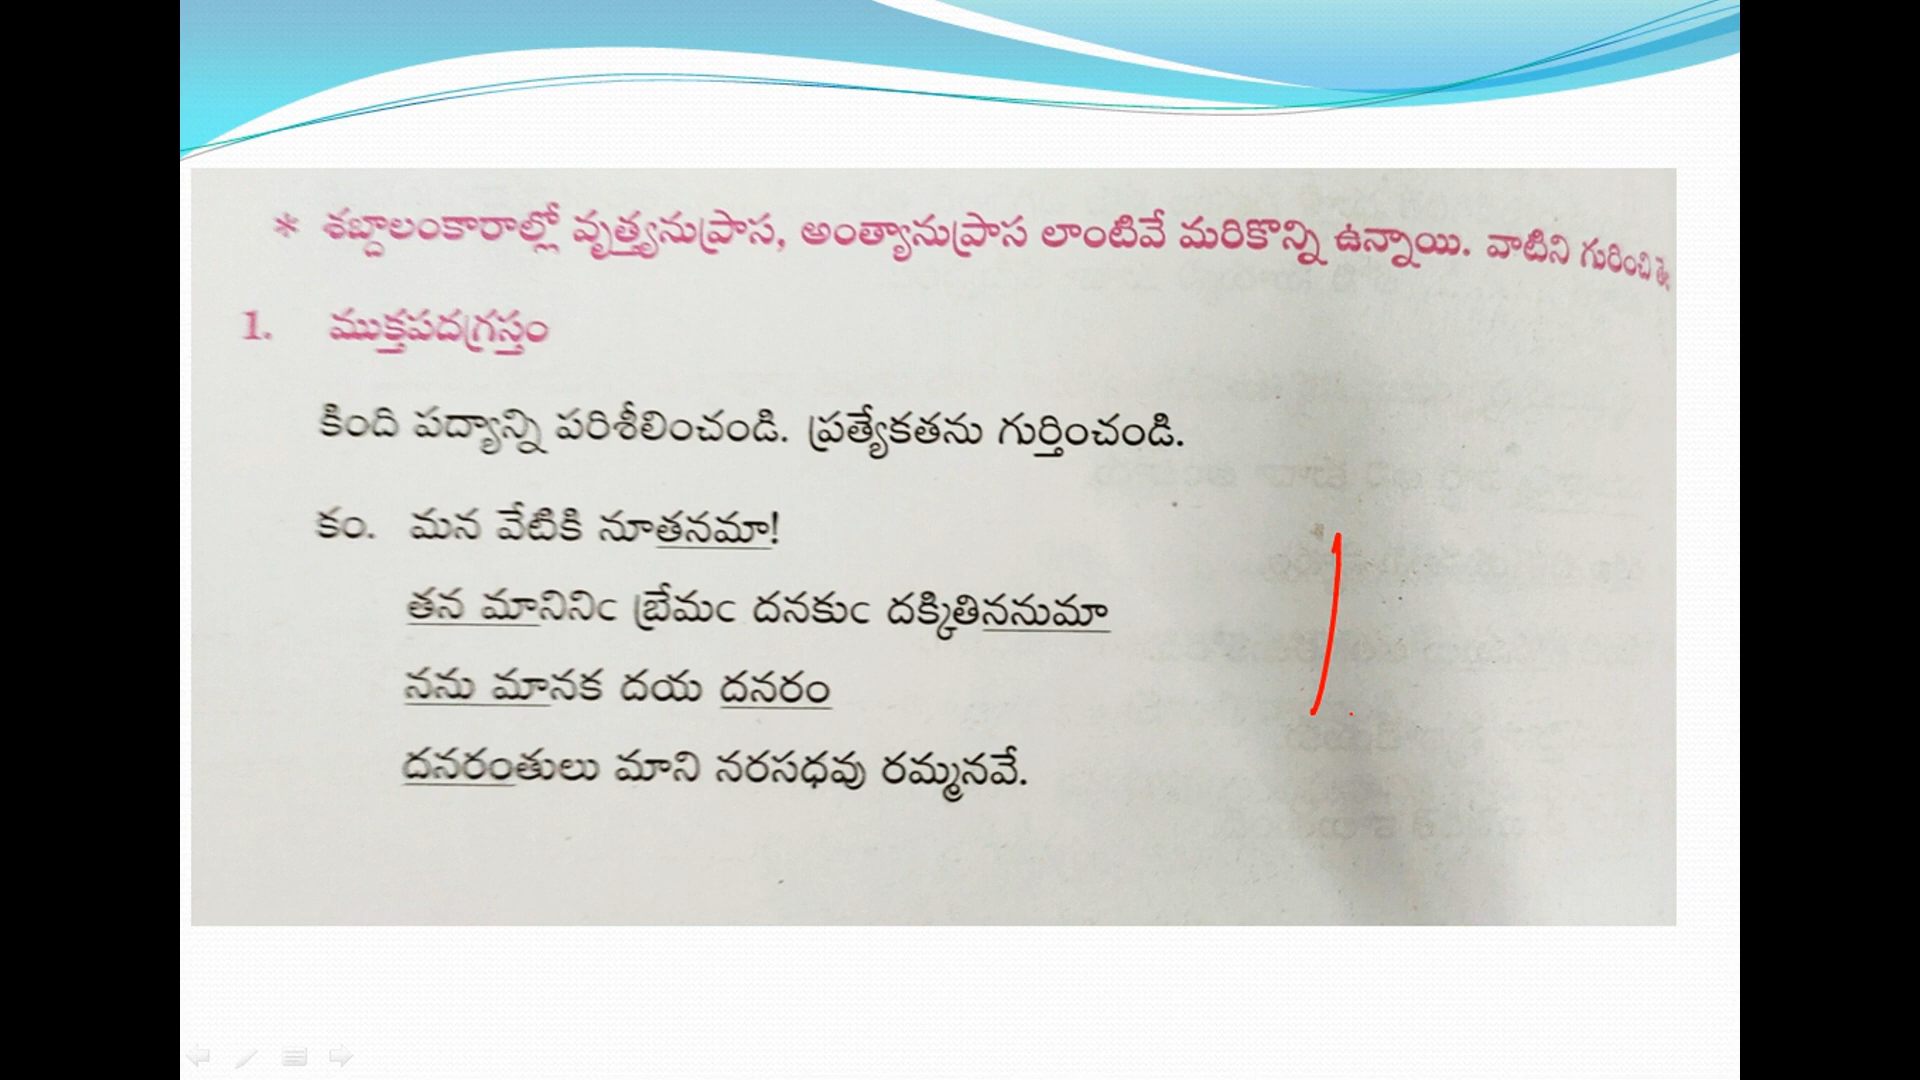 * శబ్దాలంకారాల్లో వృత్త్యనుప్రాస, అంత్యానుప్రాస లాంటివే మరికొన్ని ఉన్నాయి. వాటిని గురించి
1. ముక్తపదగ్రస్తం
కింది పద్యాన్ని పరిశీలించండి. ప్రత్యేకతను గుర్తించండి.
కం. మన వేటికి నూతనమా!
తన మానినిఁ బ్రేమఁ దనకుఁ దక్కితిననుమా
నను మానక దయ దనరం
దనరంతులు మాని నరసధవు రమ్మనవే.